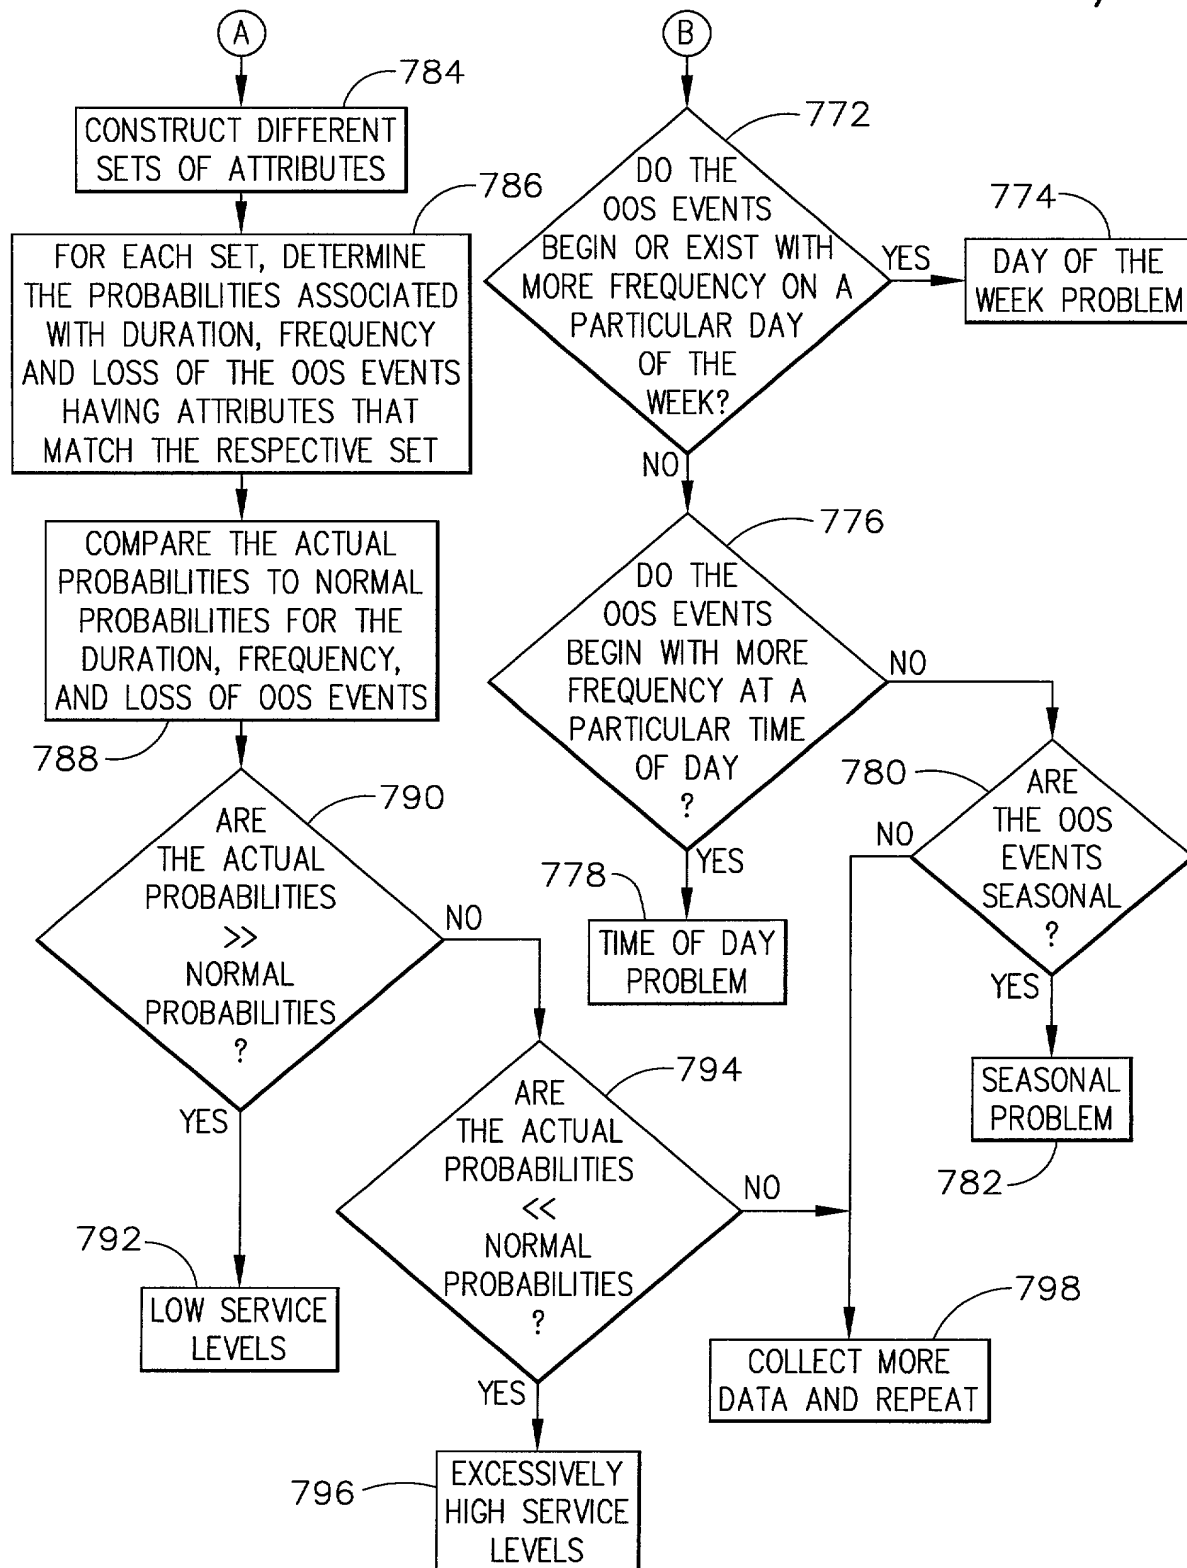 A
784
CONSTRUCT DIFFERENT
SETS OF ATTRIBUTES
786
FOR EACH SET, DETERMINE
THE PROBABILITIES ASSOCIATED
WITH DURATION, FREQUENCY
AND LOSS OF THE OOS EVENTS
HAVING ATTRIBUTES THAT
MATCH THE RESPECTIVE SET
COMPARE THE ACTUAL
PROBABILITIES TO NORMAL
PROBABILITIES FOR THE
DURATION, FREQUENCY,
AND LOSS OF OOS EVENTS
788
790
ARE
THE ACTUAL
PROBABILITIES
>>
NORMAL
PROBABILITIES
?
NO
YES
792
LOW SERVICE
LEVELS
794
ARE
THE ACTUAL
PROBABILITIES
<<
NORMAL
PROBABILITIES
?
NO
YES
796
EXCESSIVELY
HIGH SERVICE
LEVELS
B
772
DO THE
OOS EVENTS
BEGIN OR EXIST WITH
MORE FREQUENCY ON A
PARTICULAR DAY
OF THE
WEEK?
YES
774
DAY OF THE
WEEK PROBLEM
NO
776
DO THE
OOS EVENTS
BEGIN WITH MORE
FREQUENCY AT A
PARTICULAR TIME
OF DAY
?
NO
YES
778
TIME OF DAY
PROBLEM
780
ARE
THE OOS
EVENTS
SEASONAL
?
NO
YES
SEASONAL
PROBLEM
782
798
COLLECT MORE
DATA AND REPEAT